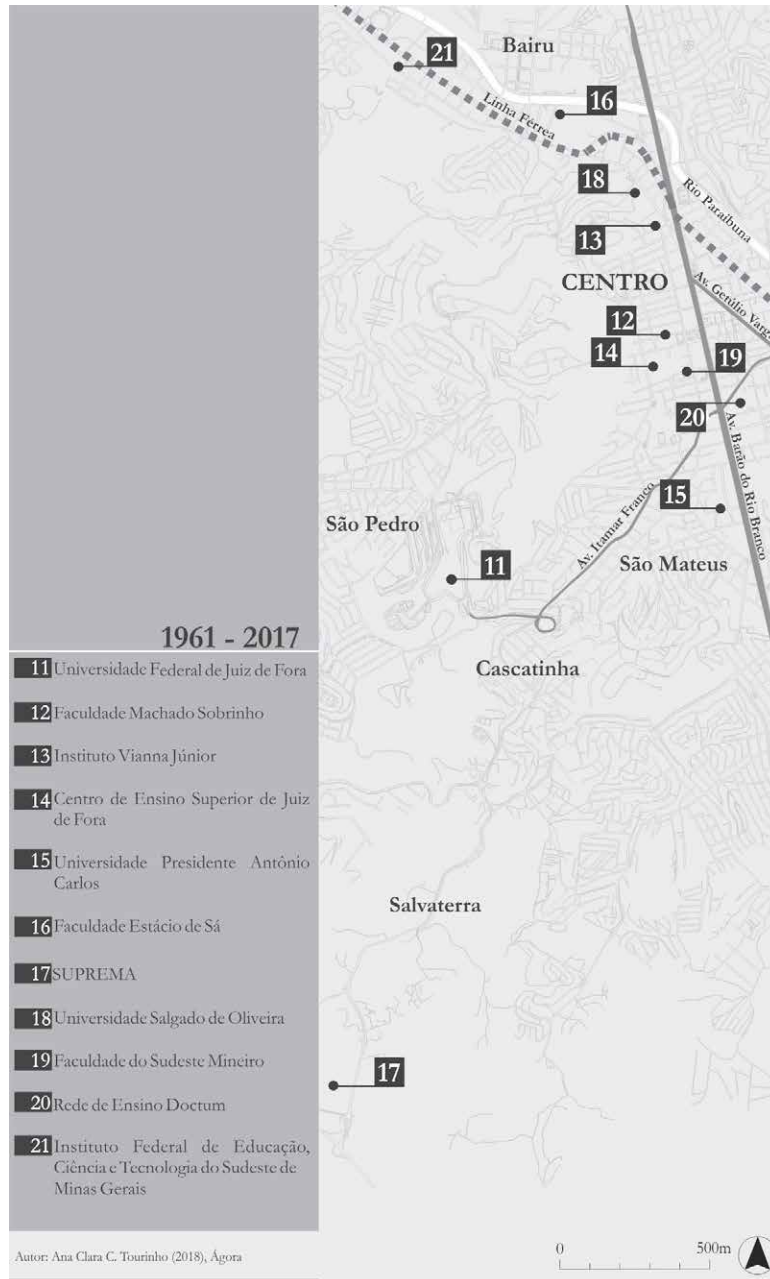 21
Bairu
16
Linha Férrea
18
Rio Paraibuna
13
CENTRO
Av. Getúlio Varg
12
14
19
20
Av. Barão do Rio Branco
15
São Pedro
Av. Itamar Franco
São Mateus
11
Cascatinha
Salvaterra
17
1961 - 2017
11 Universidade Federal de Juiz de Fora
12 Faculdade Machado Sobrinho
13 Instituto Vianna Júnior
14 Centro de Ensino Superior de Juiz
de Fora
15 Universidade Presidente Antônio
Carlos
16 Faculdade Estácio de Sá
17 SUPREMA
18 Universidade Salgado de Oliveira
19 Faculdade do Sudeste Mineiro
20 Rede de Ensino Doctum
21 Instituto Federal de Educação,
Ciência e Tecnologia do Sudeste de
Minas Gerais
Autor: Ana Clara C. Tourinho (2018), Ágora
0 500m